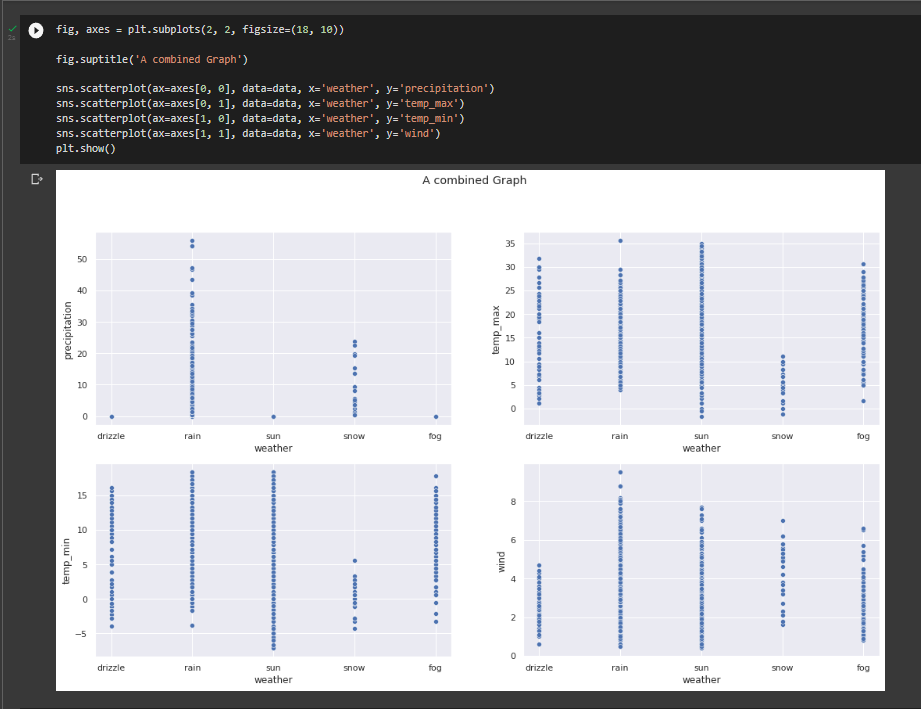 2s
fig, axes = plt.subplots(2, 2, figsize=(18, 10))
fig.suptitle('A combined Graph')
sns.scatterplot(ax=axes[0, 0], data=data, x='weather', y='precipitation')
sns.scatterplot(ax=axes[0, 1], data=data, x='weather', y='temp_max')
sns.scatterplot(ax=axes[1, 0], data=data, x='weather', y='temp_min')
sns.scatterplot(ax=axes[1, 1], data=data, x='weather', y='wind')
plt.show()
A combined Graph
precipitation
50
40
30
20
10
0
drizzle rain sun snow fog
weather
temp_max
35
30
25
20
15
10
5
0
drizzle rain sun snow fog
weather
temp_min
15
10
5
0
−5
drizzle rain sun snow fog
weather
wind
8
6
4
2
0
drizzle rain sun snow fog
weather